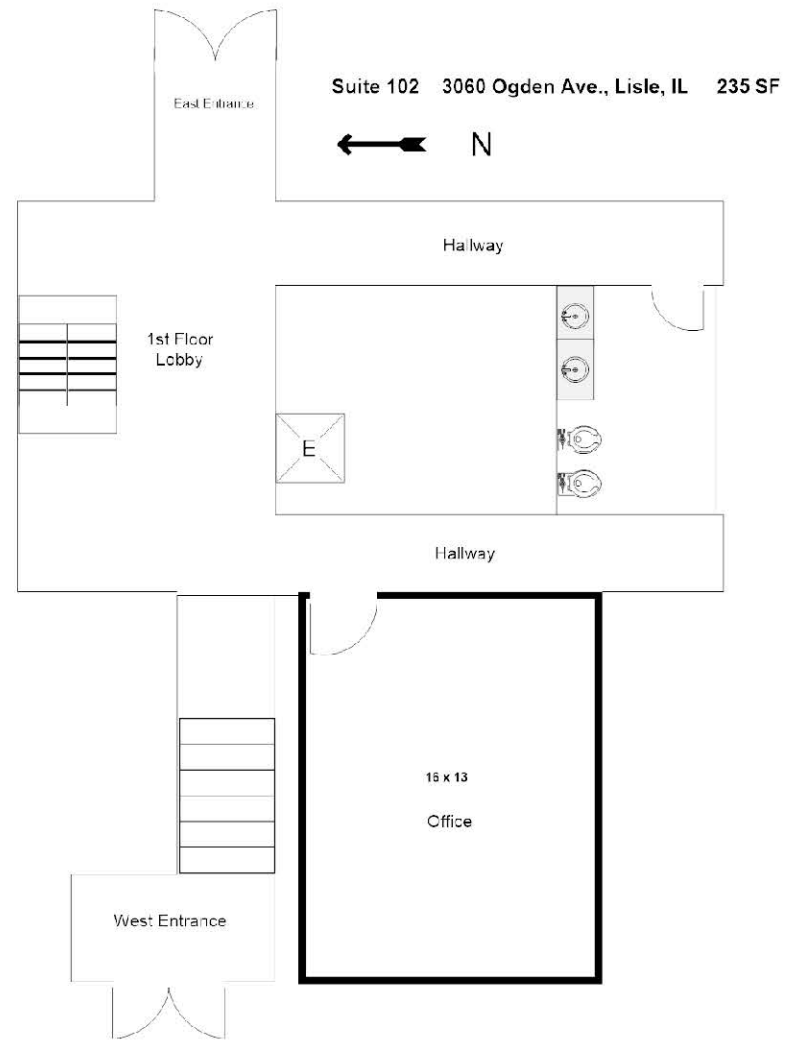 Suite 102 3060 Ogden Ave., Lisle, IL 235 SF
East Entrance
N
Hallway
1st Floor
Lobby
E
Hallway
16 x 13
Office
West Entrance